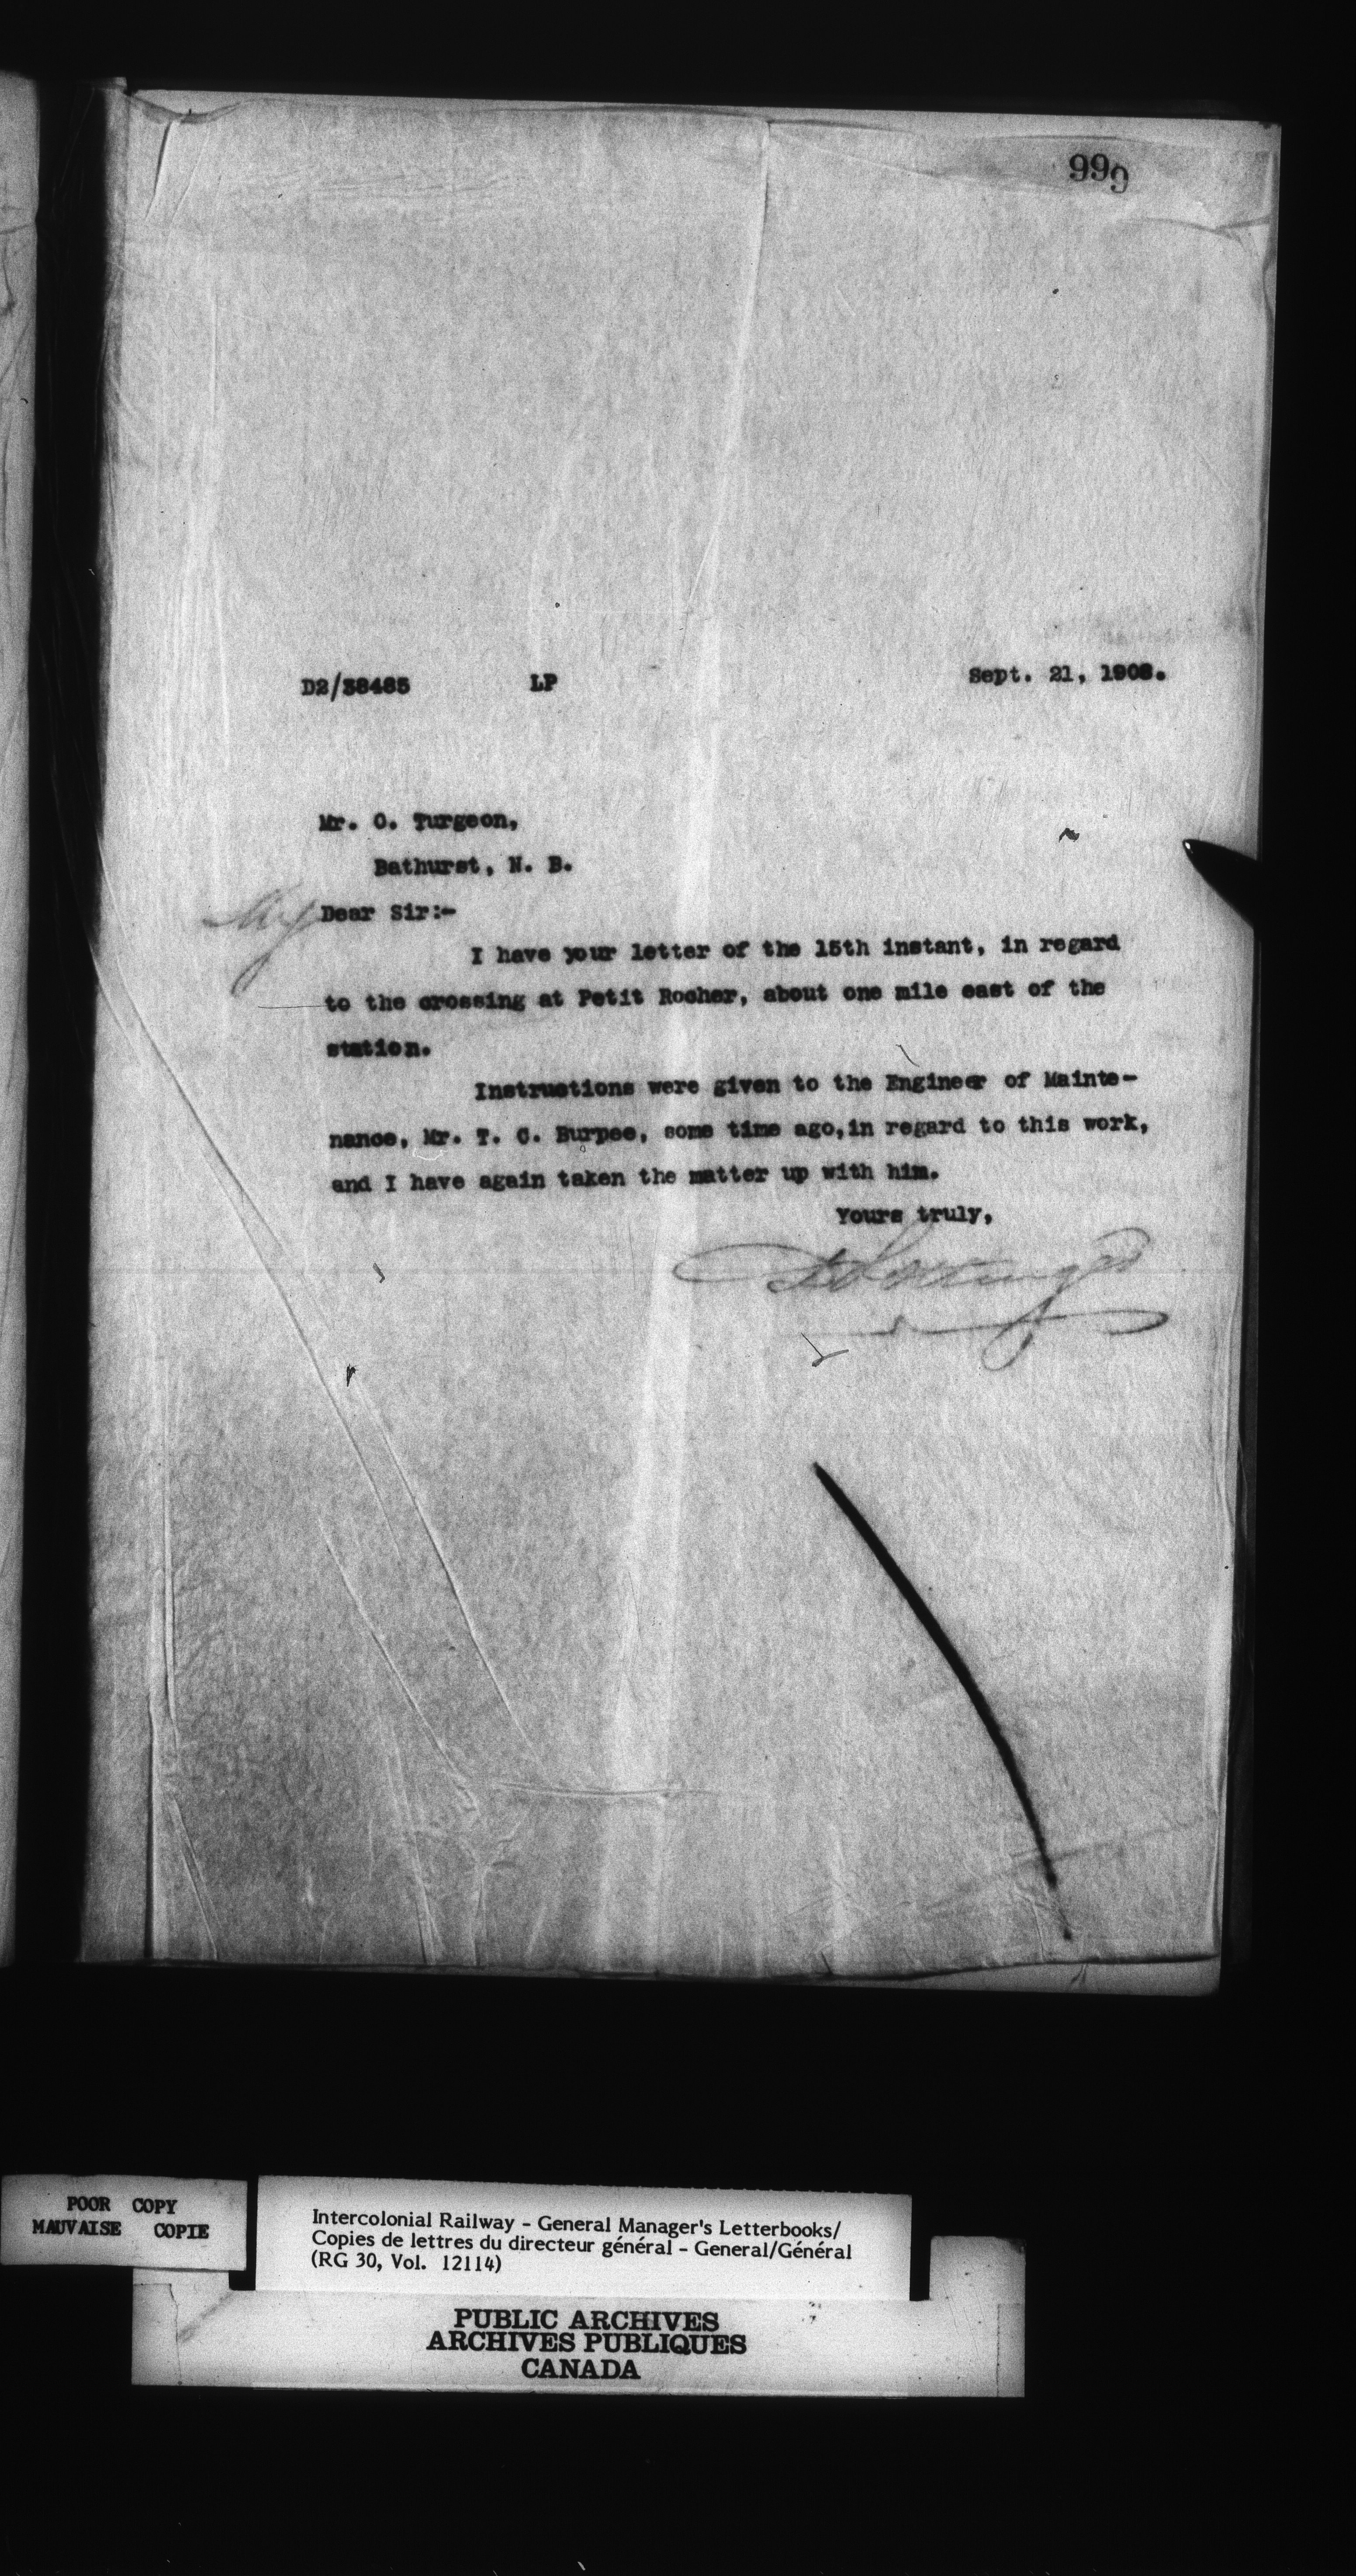 999
D2/38485 LP Sept. 21, 1908.
Mr. O. Turgeon,
Bathurst, N. B.
My Dear Sir:-
I have your letter of the 15th instant, in regard
to the crossing at Petit Rocher, about one mile east of the
station.
Instructions were given to the Engineer of Mainte-
nance, Mr. T. C. Burpee, some time ago, in regard to this work,
and I have again taken the matter up with him.
Yours truly,
D Pottinger
POOR COPY
MAUVAISE COPIE
Intercolonial Railway - General Manager's Letterbooks/
Copies de lettres du directeur général - General/Général
(RG 30, Vol. 12114)
PUBLIC ARCHIVES
ARCHIVES PUBLIQUES
CANADA